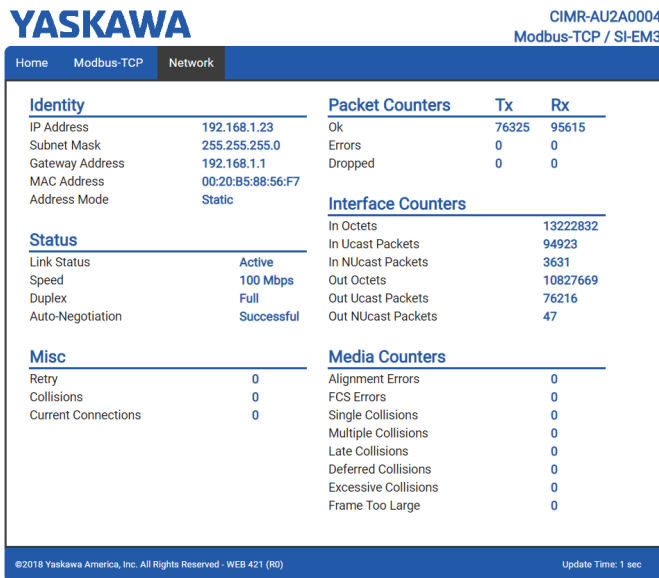 YASKAWA
CIMR-AU2A0004
Modbus-TCP / SI-EM3
Home Modbus-TCP Network
Identity
IP Address 192.168.1.23
Subnet Mask 255.255.255.0
Gateway Address 192.168.1.1
MAC Address 00:20:B5:88:56:F7
Address Mode Static
Status
Link Status Active
Speed 100 Mbps
Duplex Full
Auto-Negotiation Successful
Misc
Retry 0
Collisions 0
Current Connections 0
Packet Counters Tx Rx
Ok 76325 95615
Errors 0 0
Dropped 0 0
Interface Counters
In Octets 13222832
In Ucast Packets 94923
In NUcast Packets 3631
Out Octets 10827669
Out Ucast Packets 76216
Out NUcast Packets 47
Media Counters
Alignment Errors 0
FCS Errors 0
Single Collisions 0
Multiple Collisions 0
Late Collisions 0
Deferred Collisions 0
Excessive Collisions 0
Frame Too Large 0
©2018 Yaskawa America, Inc. All Rights Reserved - WEB 421 (R0) Update Time: 1 sec